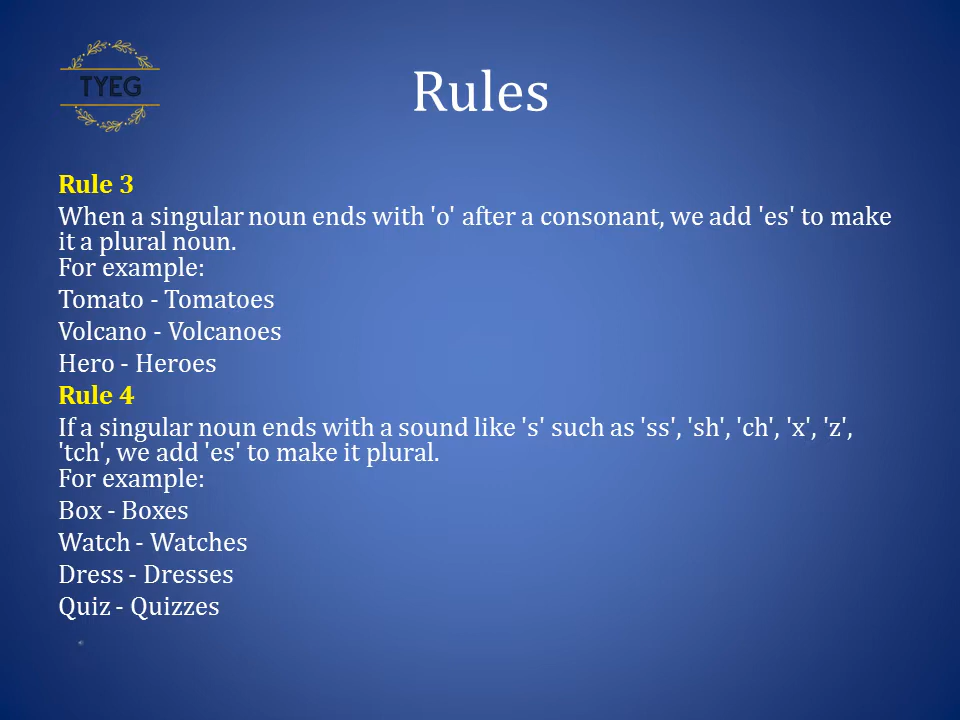 TYEG
Rules
Rule 3
When a singular noun ends with 'o' after a consonant, we add 'es' to make
it a plural noun.
For example:
Tomato - Tomatoes
Volcano - Volcanoes
Hero - Heroes
Rule 4
If a singular noun ends with a sound like 's' such as 'ss', 'sh', 'ch', 'x', 'z',
'tch', we add 'es' to make it plural.
For example:
Box - Boxes
Watch - Watches
Dress - Dresses
Quiz - Quizzes